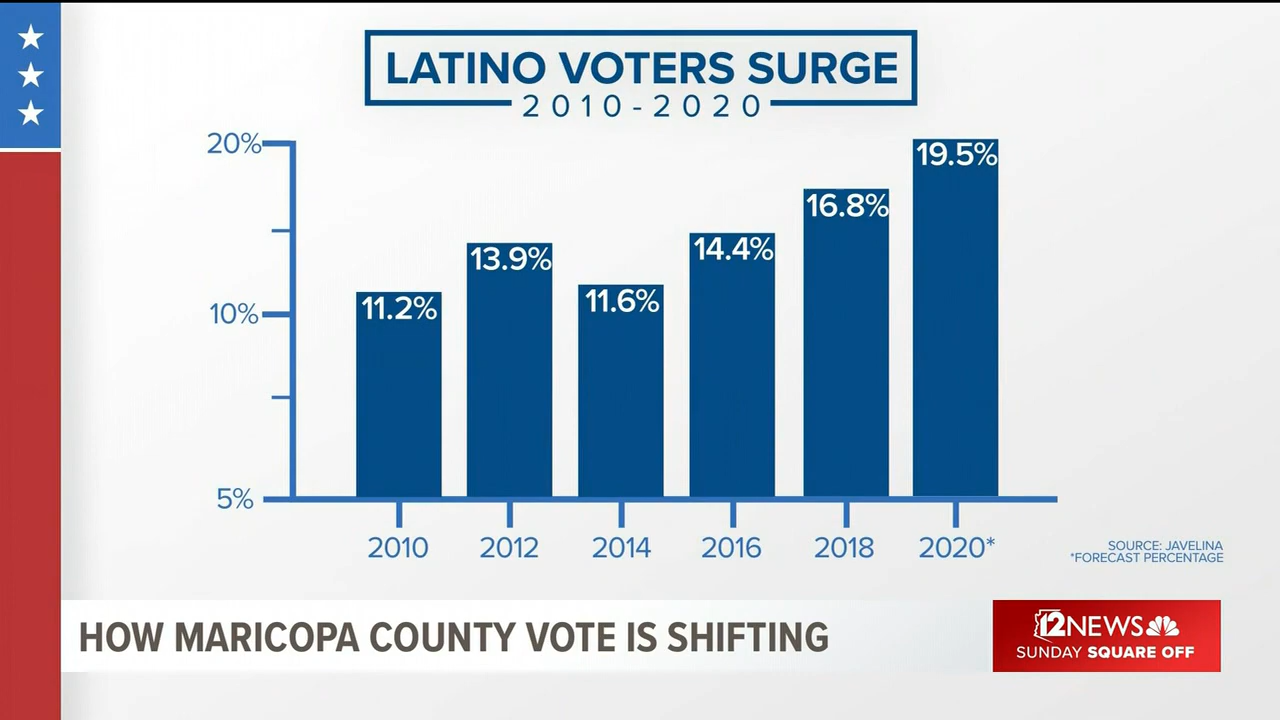 LATINO VOTERS SURGE
2010-2020
20%
10%
5%
11.2%
13.9%
11.6%
14.4%
16.8%
19.5%
2010
2012
2014
2016
2018
2020*
SOURCE: JAVELINA
*FORECAST PERCENTAGE
HOW MARICOPA COUNTY VOTE IS SHIFTING
12NEWS
SUNDAY SQUARE OFF